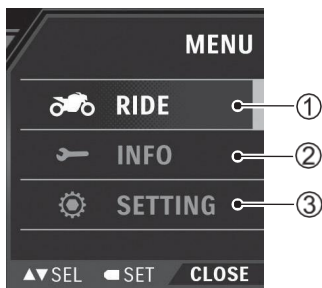 MENU
RIDE ①
INFO ②
SETTING ③
▲▼SEL SET CLOSE